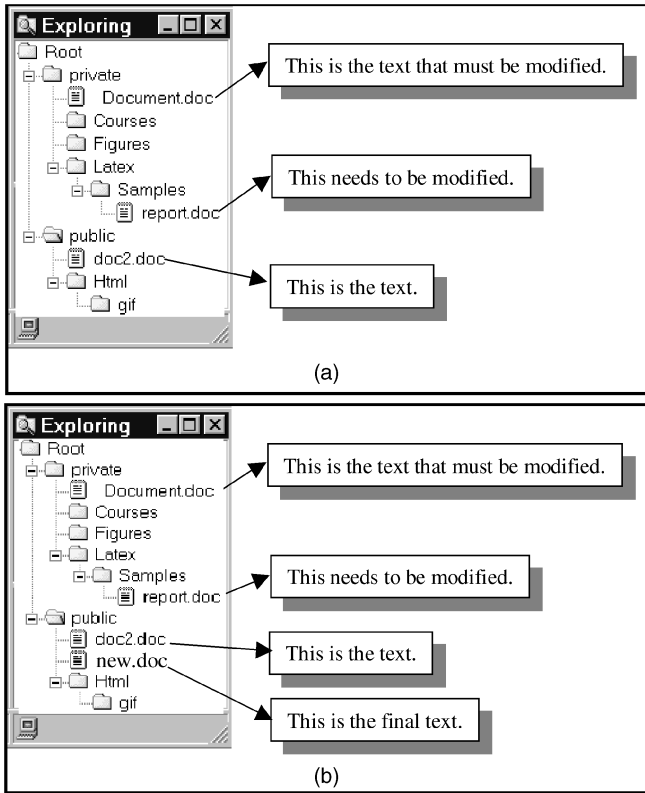 Exploring
Root
private
Document.doc
This is the text that must be modified.
Courses
Figures
Latex
Samples
This needs to be modified.
report.doc
public
doc2.doc
This is the text.
Html
gif
(a)
Exploring
Root
private
Document.doc
This is the text that must be modified.
Courses
Figures
Latex
Samples
This needs to be modified.
report.doc
public
doc2.doc
This is the text.
new.doc
Html
gif
This is the final text.
(b)